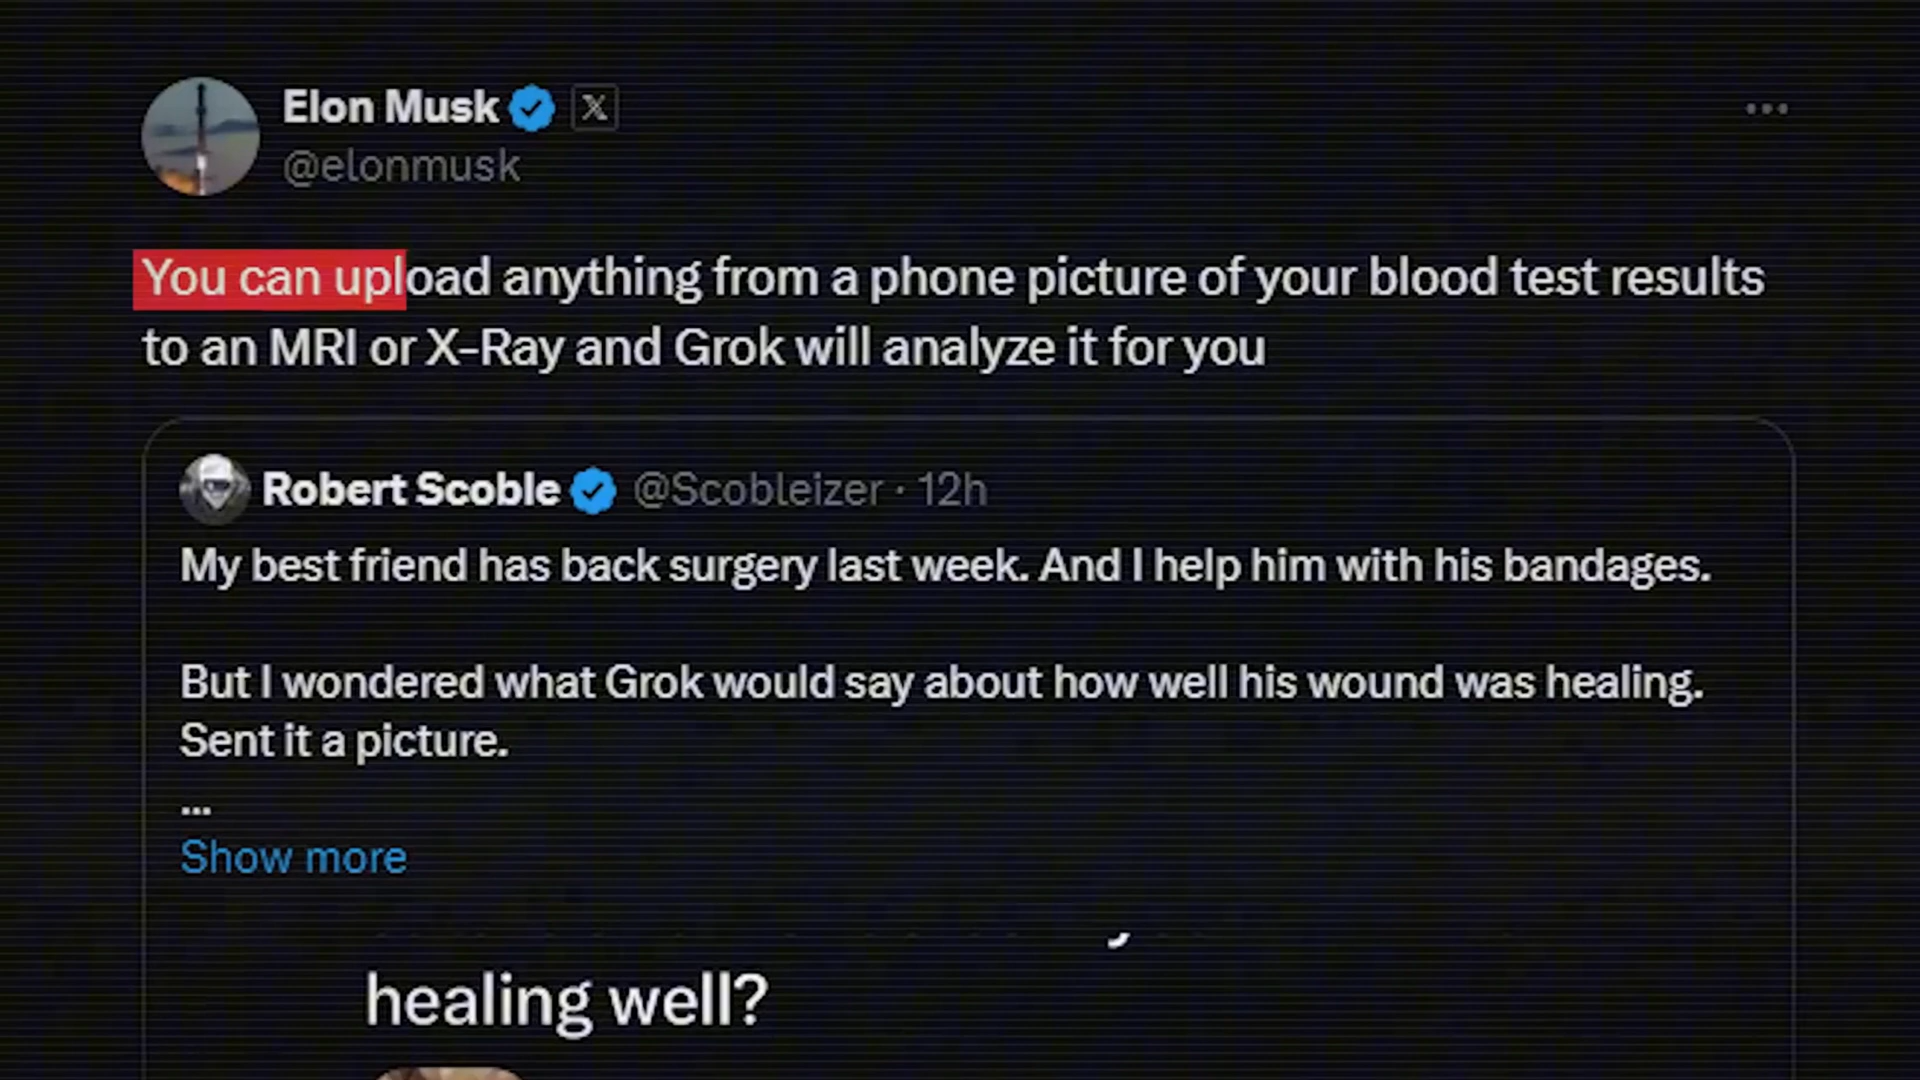 Elon Musk
@elonmusk
You can upload anything from a phone picture of your blood test results
to an MRI or X-Ray and Grok will analyze it for you
Robert Scoble @Scobleizer · 12h
My best friend has back surgery last week. And I help him with his bandages.
But I wondered what Grok would say about how well his wound was healing.
Sent it a picture.
...
Show more
healing well?